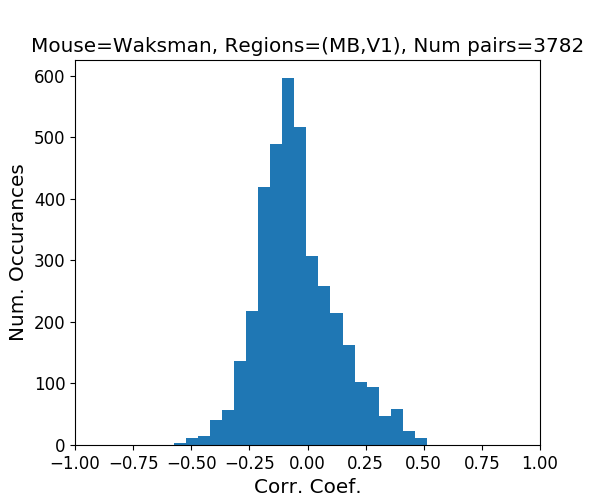 Mouse=Waksman, Regions=(MB,V1), Num pairs=3782
600
500
400
300
200
100
0
Num. Occurances
−1.00 −0.75 −0.50 −0.25 0.00 0.25 0.50 0.75 1.00
Corr. Coef.